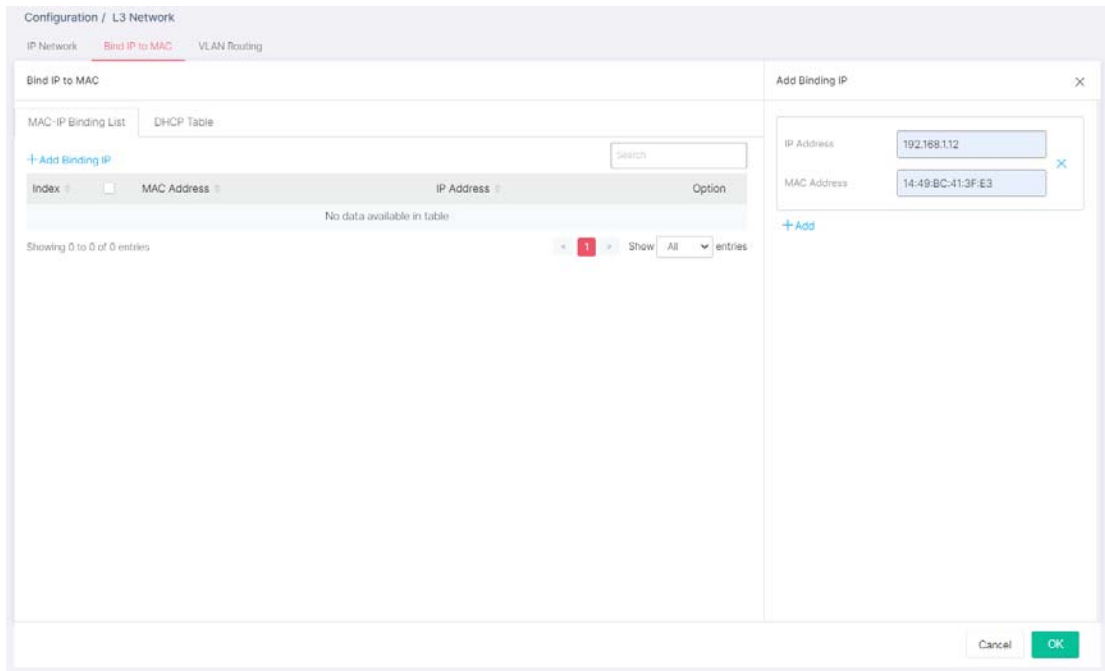 Configuration / L3 Network
IP Network Bind IP to MAC VLAN Routing
Bind IP to MAC
MAC-IP Binding List DHCP Table
+Add Binding IP
Search
Index MAC Address IP Address Option
No data available in table
Showing 0 to 0 of 0 entries
« 1 » Show All entries
Add Binding IP ×
IP Address 192.168.1.12
MAC Address 14:49:BC:41:3F:E3
+Add
Cancel OK